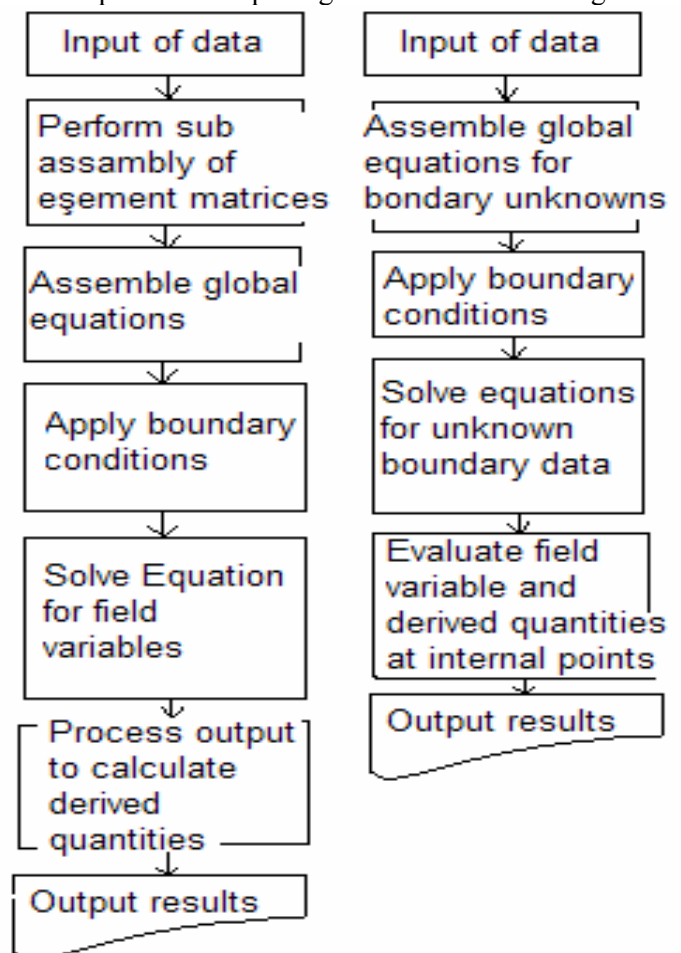 Input of data
Perform sub
assambly of
eşement matrices
Assemble global
equations
Apply boundary
conditions
Solve Equation
for field
variables
Process output
to calculate
derived
quantities
Output results
Input of data
Assemble global
equations for
bondary unknowns
Apply boundary
conditions
Solve equations
for unknown
boundary data
Evaluate field
variable and
derived quantities
at internal points
Output results